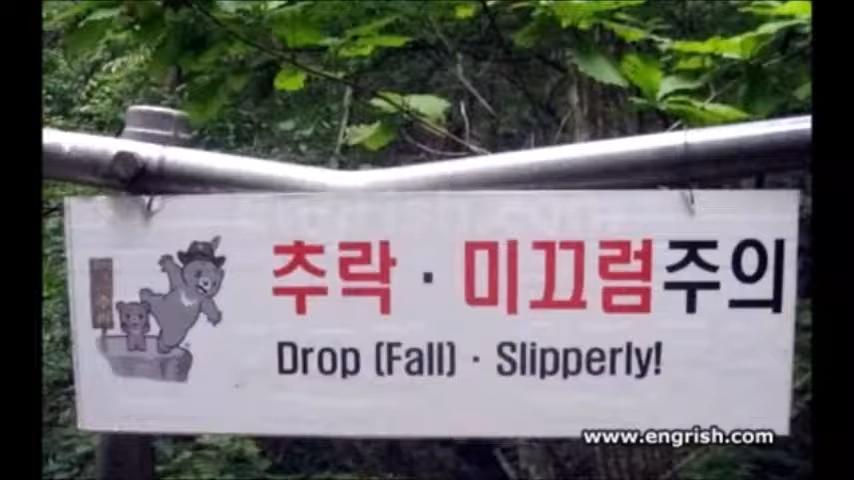 추락 · 미끄럼주의
Drop (Fall) · Slipperly!
www.engrish.com